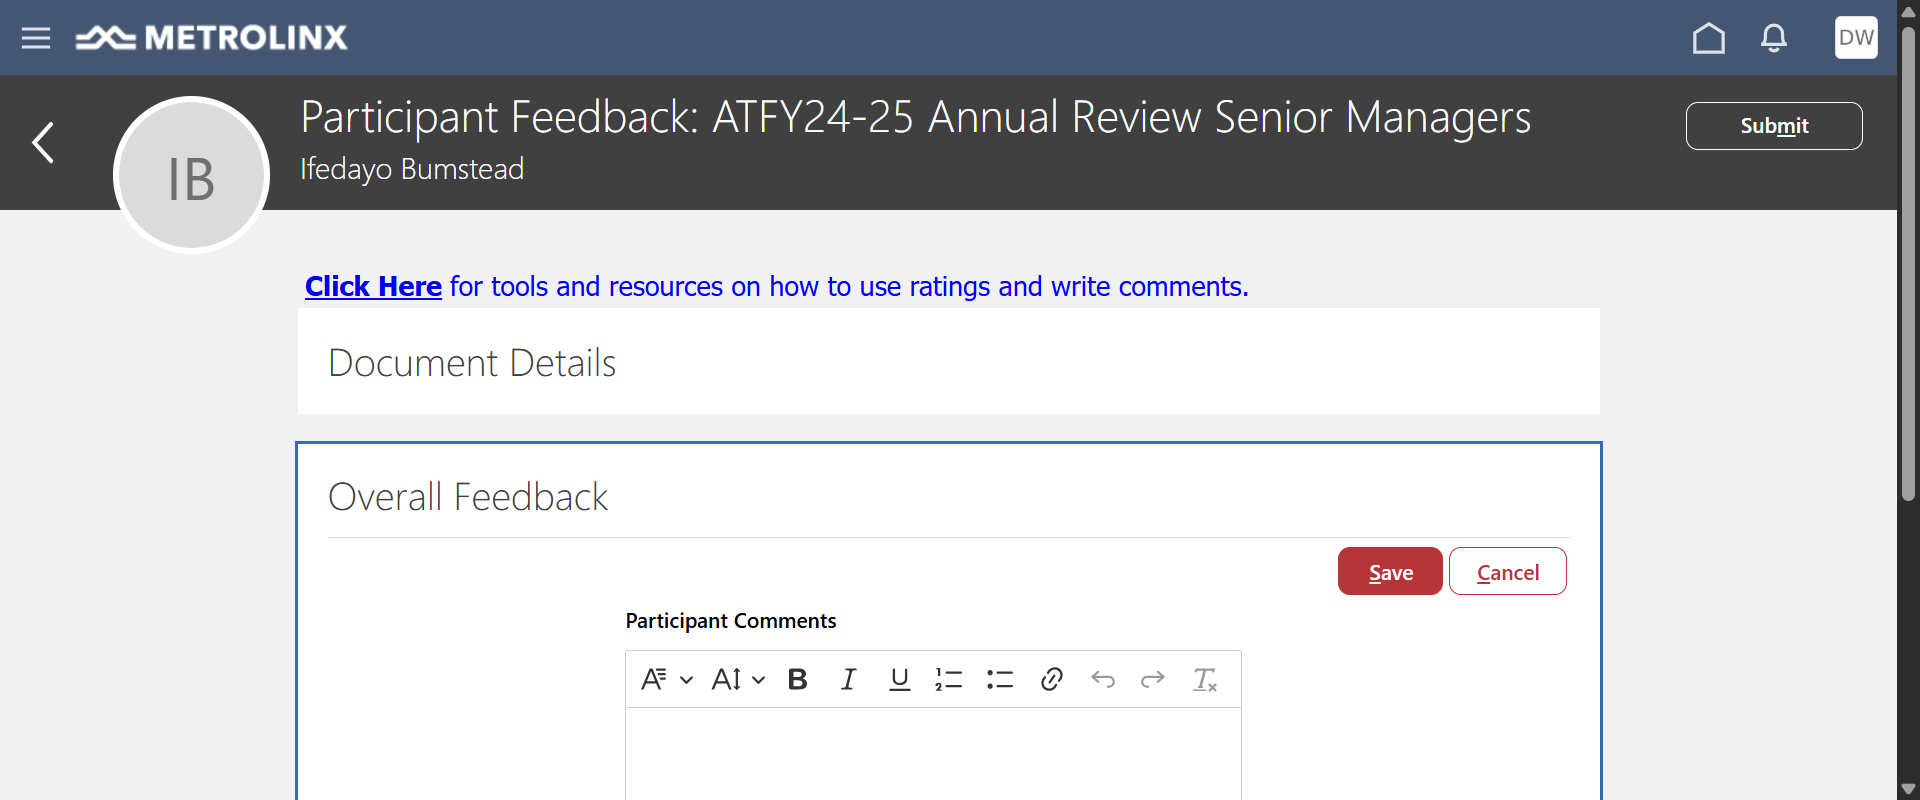 METROLINX
DW
IB
Participant Feedback: ATFY24-25 Annual Review Senior Managers
Ifedayo Bumstead
Submit
Click Here for tools and resources on how to use ratings and write comments.
Document Details
Overall Feedback
Save
Cancel
Participant Comments